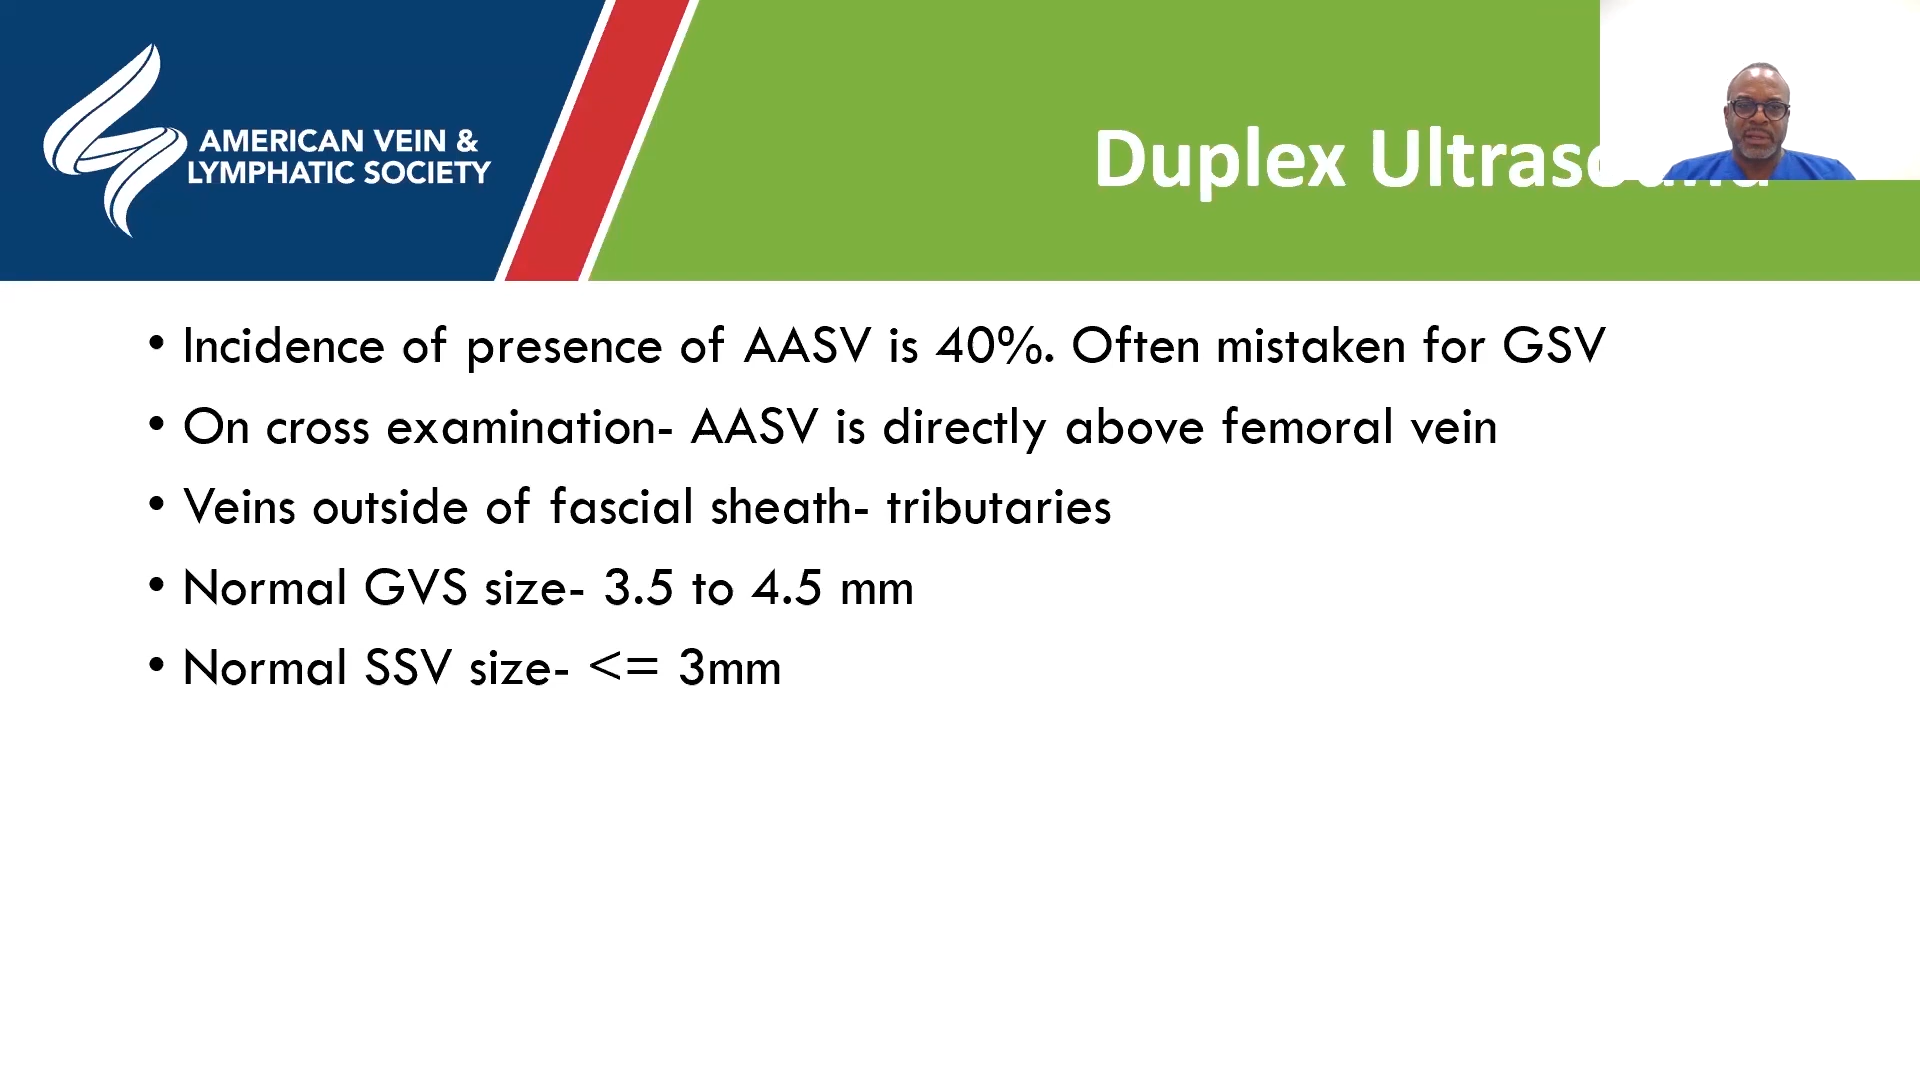 AMERICAN VEIN &
LYMPHATIC SOCIETY
Duplex Ultrasound
• Incidence of presence of AASV is 40%. Often mistaken for GSV
• On cross examination- AASV is directly above femoral vein
• Veins outside of fascial sheath- tributaries
• Normal GVS size- 3.5 to 4.5 mm
• Normal SSV size- <= 3mm